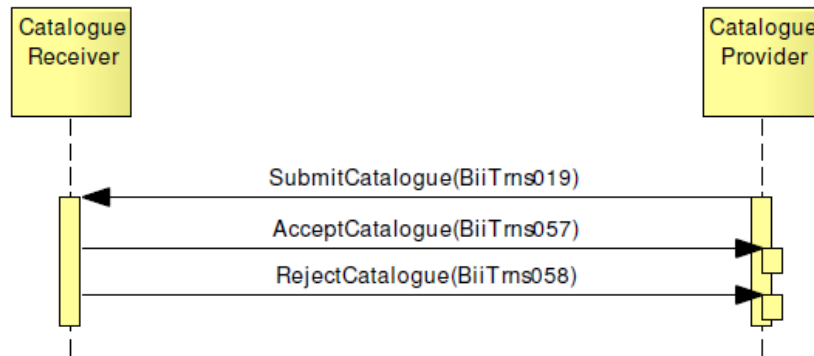 Catalogue
Receiver
Catalogue
Provider
SubmitCatalogue(BiiTrns019)
AcceptCatalogue(BiiTrns057)
RejectCatalogue(BiiTrns058)